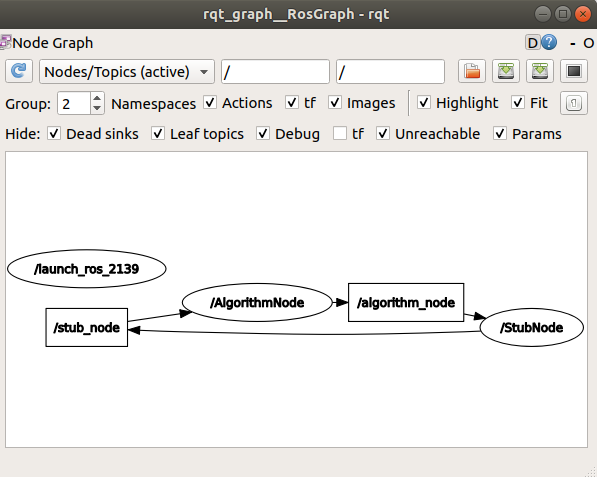 rqt_graph__RosGraph - rqt
Node Graph D ? - O
Nodes/Topics (active) / /
Group: 2 Namespaces Actions tf Images Highlight Fit
Hide: Dead sinks Leaf topics Debug tf Unreachable Params
/launch_ros_2139
/AlgorithmNode
/algorithm_node
/stub_node
/StubNode